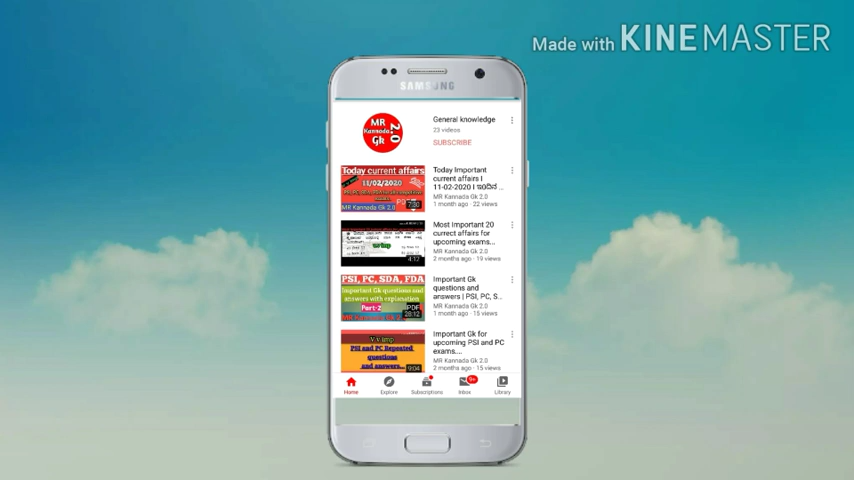 Made with KINEMASTER
SAMSUNG
MR
Kannada
Gk
2.0
General knowledge
23 videos
SUBSCRIBE
Today current affairs
11/02/2020
PDF
7:30
MR Kannada Gk 2.0
Today Important
current affairs I
11-02-2020 I ಇಂದಿನ ...
MR Kannada Gk 2.0
1 month ago · 22 views
4:17
Most Important 20
currect affairs for
upcoming exams...
MR Kannada Gk 2.0
2 months ago · 19 views
PSI, PC, SDA, FDA
Important Gk questions and
answers with explanation
Part-2
PDF
28:12
Important Gk
questions and
answers | PSI, PC, S...
MR Kannada Gk 2.0
1 month ago · 15 views
V.v.imp
PSI and PC Repeated
questions
and answers...
9:04
Important Gk for
upcoming PSI and PC
exams....
MR Kannada Gk 2.0
2 months ago · 15 views
Home
Explore
Subscriptions
9+
Inbox
Library